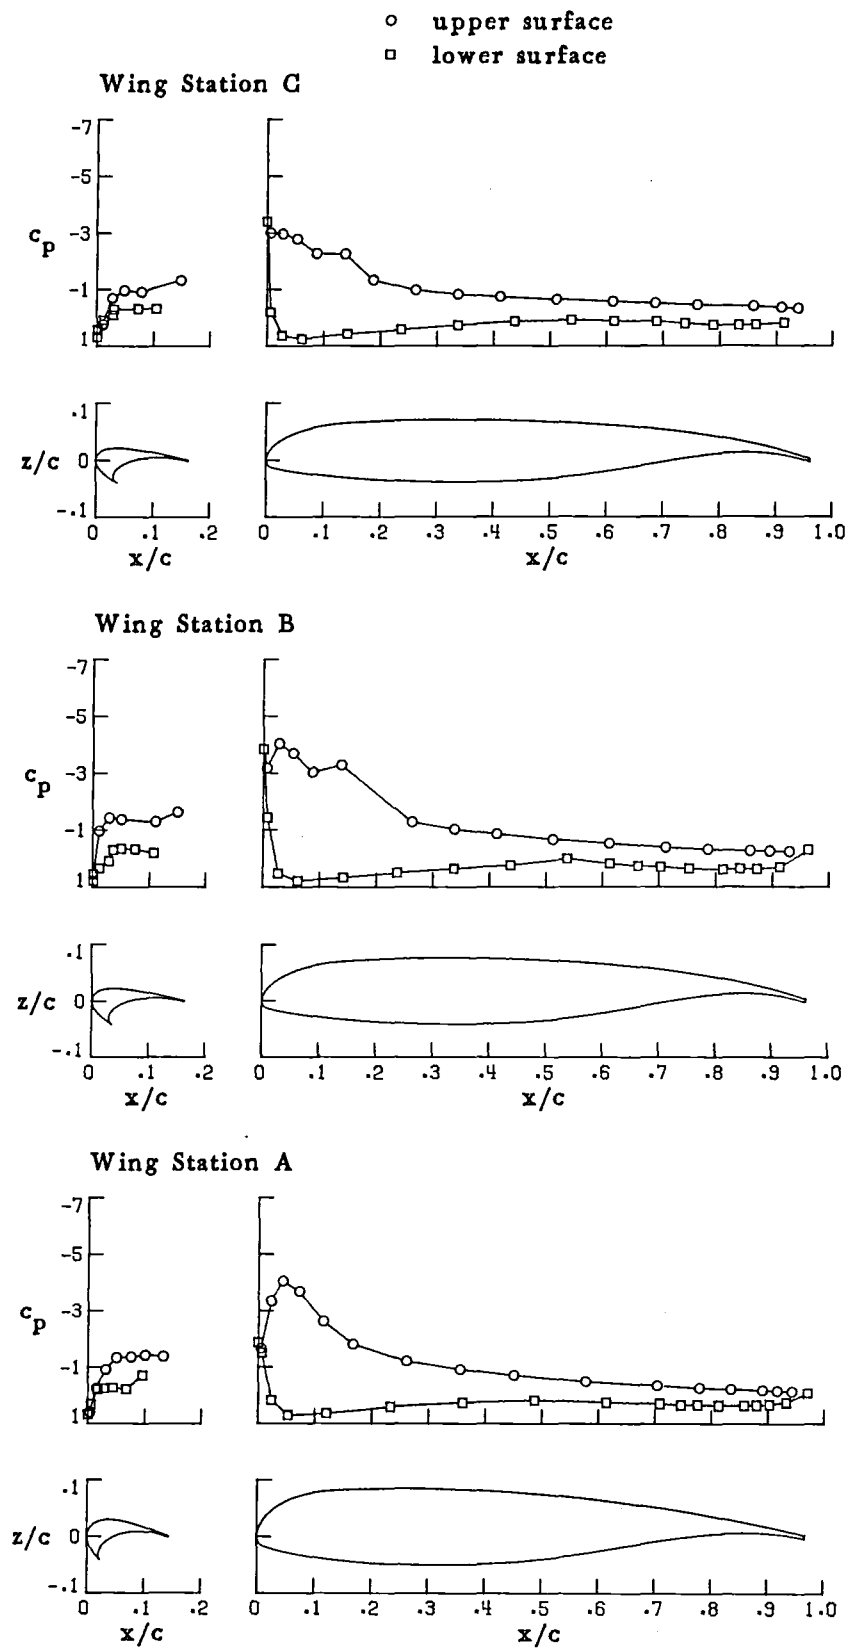 upper surface
lower surface
Wing Station C
-7
-5
-3
-1
1
c_p
.1
0
-.1
z/c
0 .1 .2
x/c
0 .1 .2 .3 .4 .5 .6 .7 .8 .9 1.0
x/c
Wing Station B
-7
-5
-3
-1
1
c_p
.1
0
-.1
z/c
0 .1 .2
x/c
0 .1 .2 .3 .4 .5 .6 .7 .8 .9 1.0
x/c
Wing Station A
-7
-5
-3
-1
1
c_p
.1
0
-.1
z/c
0 .1 .2
x/c
0 .1 .2 .3 .4 .5 .6 .7 .8 .9 1.0
x/c